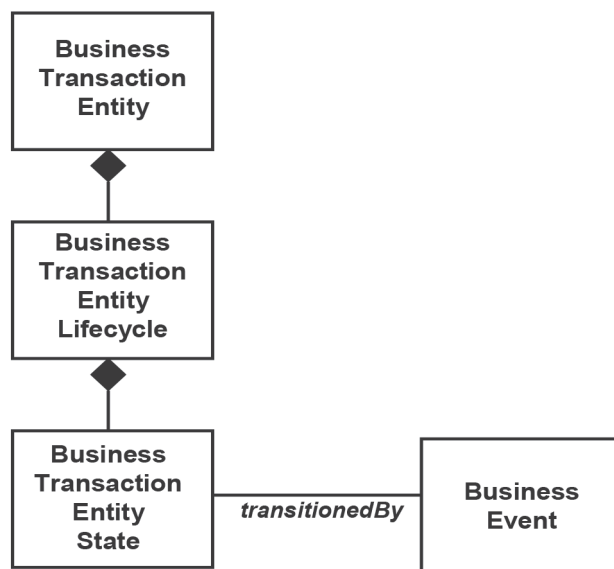 Business
Transaction
Entity
Business
Transaction
Entity
Lifecycle
Business
Transaction
Entity
State
transitionedBy
Business
Event